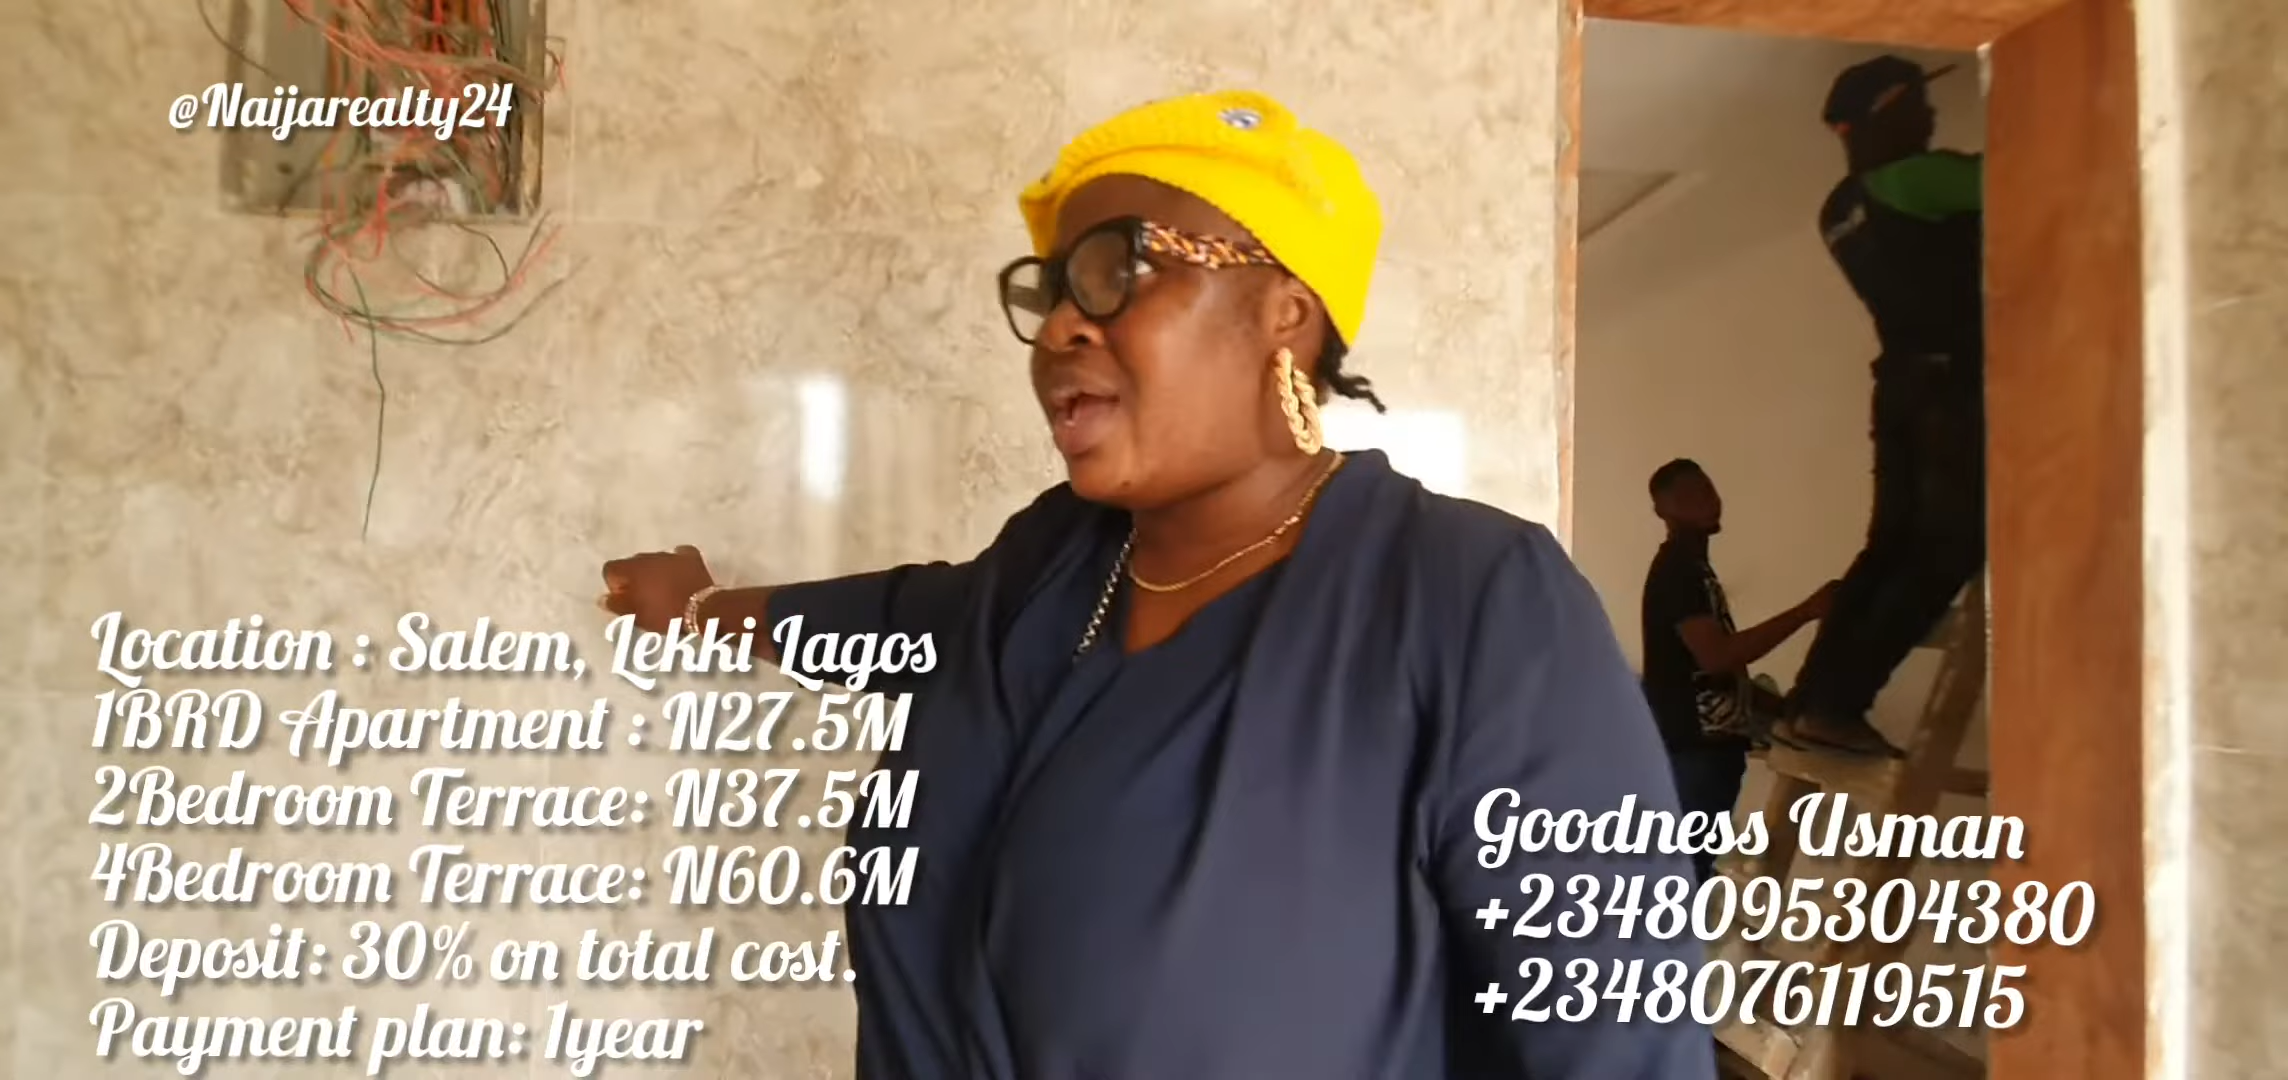 @Naijarealty24
Location : Salem, Lekki Lagos
1BRD Apartment : N27.5M
2Bedroom Terrace: N37.5M
4Bedroom Terrace: N60.6M
Deposit: 30% on total cost.
Payment plan: 1year
Goodness Usman
+2348095304380
+2348076119515